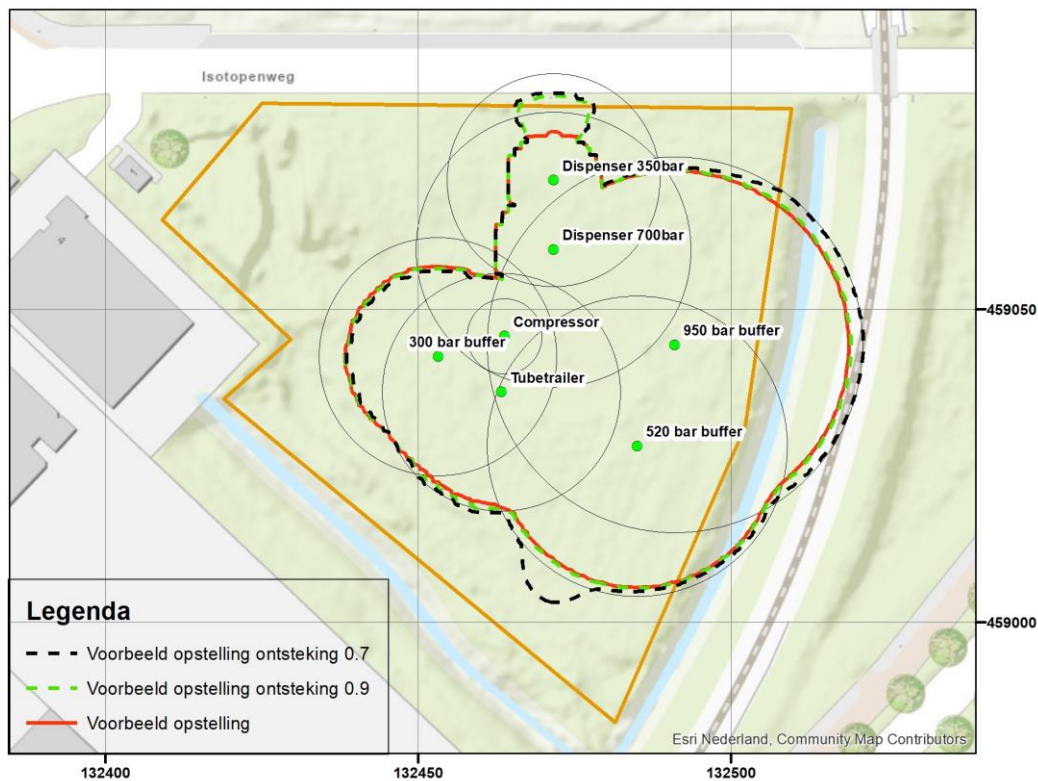 Isotopenweg
1
4
Dispenser 350bar
Dispenser 700bar
459050
Compressor
300 bar buffer
950 bar buffer
Tubetrailer
520 bar buffer
459000
Legenda
Voorbeeld opstelling ontsteking 0.7
Voorbeeld opstelling ontsteking 0.9
Voorbeeld opstelling
Esri Nederland, Community Map Contributors
132400
132450
132500